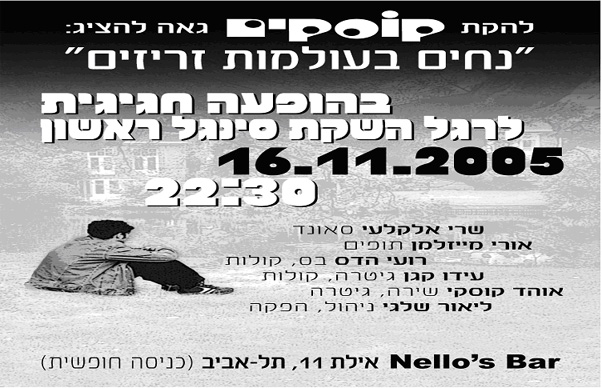 להקת קוסקים גאה להציג:
"נחים בעולמות זריזים"
בהופעה חגיגית
לרגל השקת סינגל ראשון
16.11.2005
22:30
שרי אלקלעי סאונד
אורי מייזלמן תופים
רועי הדס בס, קולות
עידו קגן גיטרה, קולות
אוהד קוסקי שירה, גיטרה
ליאור שלגי ניהול, הפקה
Nello's Bar אילת 11, תל-אביב (כניסה חופשית)